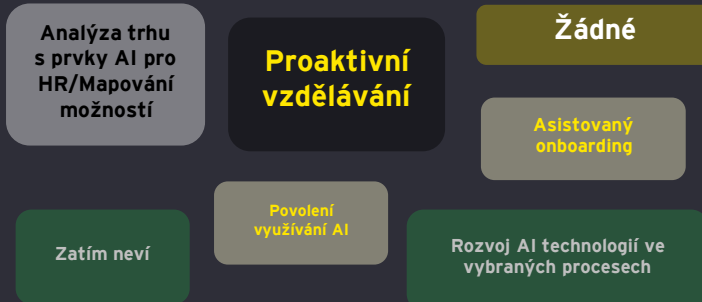 Analýza trhu
s prvky AI pro
HR/Mapování
možností
Proaktivní
vzdělávání
Žádné
Asistovaný
onboarding
Povolení
využívání AI
Zatím neví
Rozvoj AI technologií ve
vybraných procesech